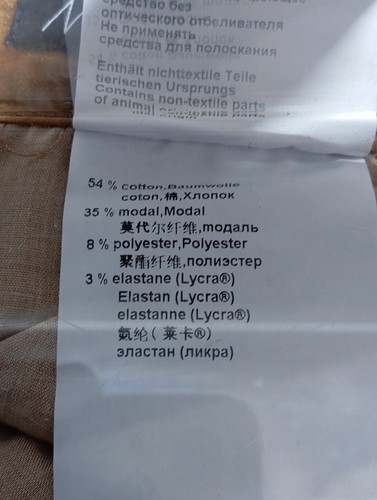 средство без
оптического отбеливателя
Не применять
средства для полоскания
Enthält nichttextile Teile
tierischen Ursprungs
Contains non-textile parts
of animal
54 % cotton,Baumwolle
coton,棉,Хлопок
35 % modal,Modal
莫代尔纤维,модаль
8 % polyester,Polyester
聚酯纤维,полиэстер
3 % elastane (Lycra®)
Elastan (Lycra®)
elastanne (Lycra®)
氨纶( 莱卡®)
эластан (ликра)